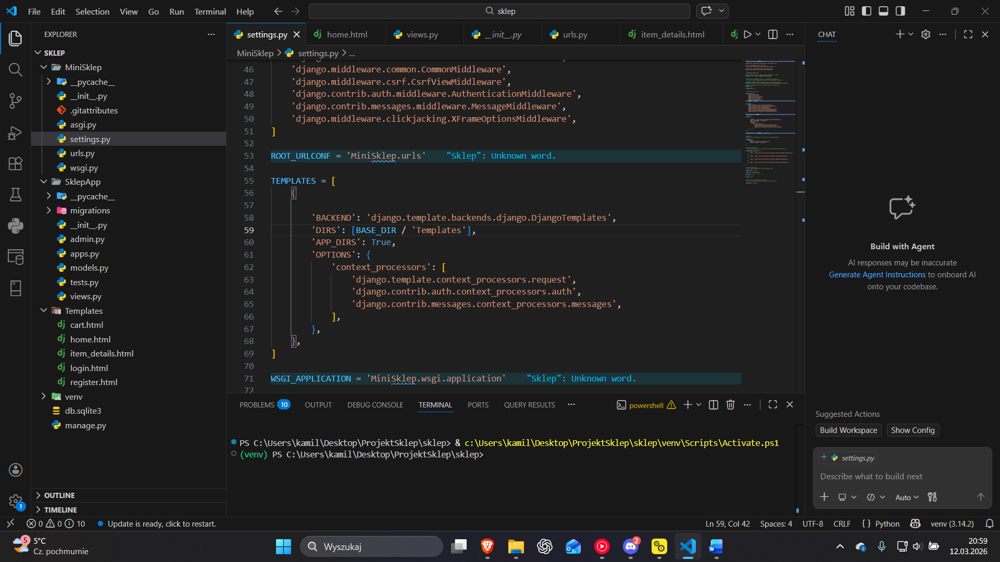 File Edit Selection View Go Run Terminal Help
sklep
EXPLORER
SKLEP
MiniSklep
__pycache__
__init__.py
.gitattributes
asgi.py
settings.py
urls.py
wsgi.py
SklepApp
__pycache__
migrations
__init__.py
admin.py
apps.py
models.py
tests.py
views.py
Templates
cart.html
home.html
item_details.html
login.html
register.html
venv
db.sqlite3
manage.py
OUTLINE
TIMELINE
settings.py home.html views.py __init__.py urls.py item_details.html
MiniSklep > settings.py > ...
46 'django.middleware.common.CommonMiddleware',
47 'django.middleware.csrf.CsrfViewMiddleware',
48 'django.contrib.auth.middleware.AuthenticationMiddleware',
49 'django.contrib.messages.middleware.MessageMiddleware',
50 'django.middleware.clickjacking.XFrameOptionsMiddleware',
51 ]
52
53 ROOT_URLCONF = 'MiniSklep.urls' "Sklep": Unknown word.
54
55 TEMPLATES = [
56 {
57
58 'BACKEND': 'django.template.backends.django.DjangoTemplates',
59 'DIRS': [BASE_DIR / 'Templates'],
60 'APP_DIRS': True,
61 'OPTIONS': {
62 'context_processors': [
63 'django.template.context_processors.request',
64 'django.contrib.auth.context_processors.auth',
65 'django.contrib.messages.context_processors.messages',
66 ],
67 },
68 },
69 ]
70
71 WSGI_APPLICATION = 'MiniSklep.wsgi.application' "Sklep": Unknown word.
72
PROBLEMS 10 OUTPUT DEBUG CONSOLE TERMINAL PORTS QUERY RESULTS
powershell
PS C:\Users\kamil\Desktop\ProjektSklep\sklep> & c:\Users\kamil\Desktop\ProjektSklep\sklep\venv\Scripts\Activate.ps1
(venv) PS C:\Users\kamil\Desktop\ProjektSklep\sklep>
CHAT
Build with Agent
AI responses may be inaccurate
Generate Agent Instructions to onboard AI
onto your codebase.
Suggested Actions
Build Workspace Show Config
settings.py
Describe what to build next
Auto
1
0 0 10 Update is ready, click to restart.
Ln 59, Col 42 Spaces: 4 UTF-8 CRLF { } Python venv (3.14.2)
5
5°C
Cz. pochmurnie
Wyszukaj
2
20:59
12.03.2026